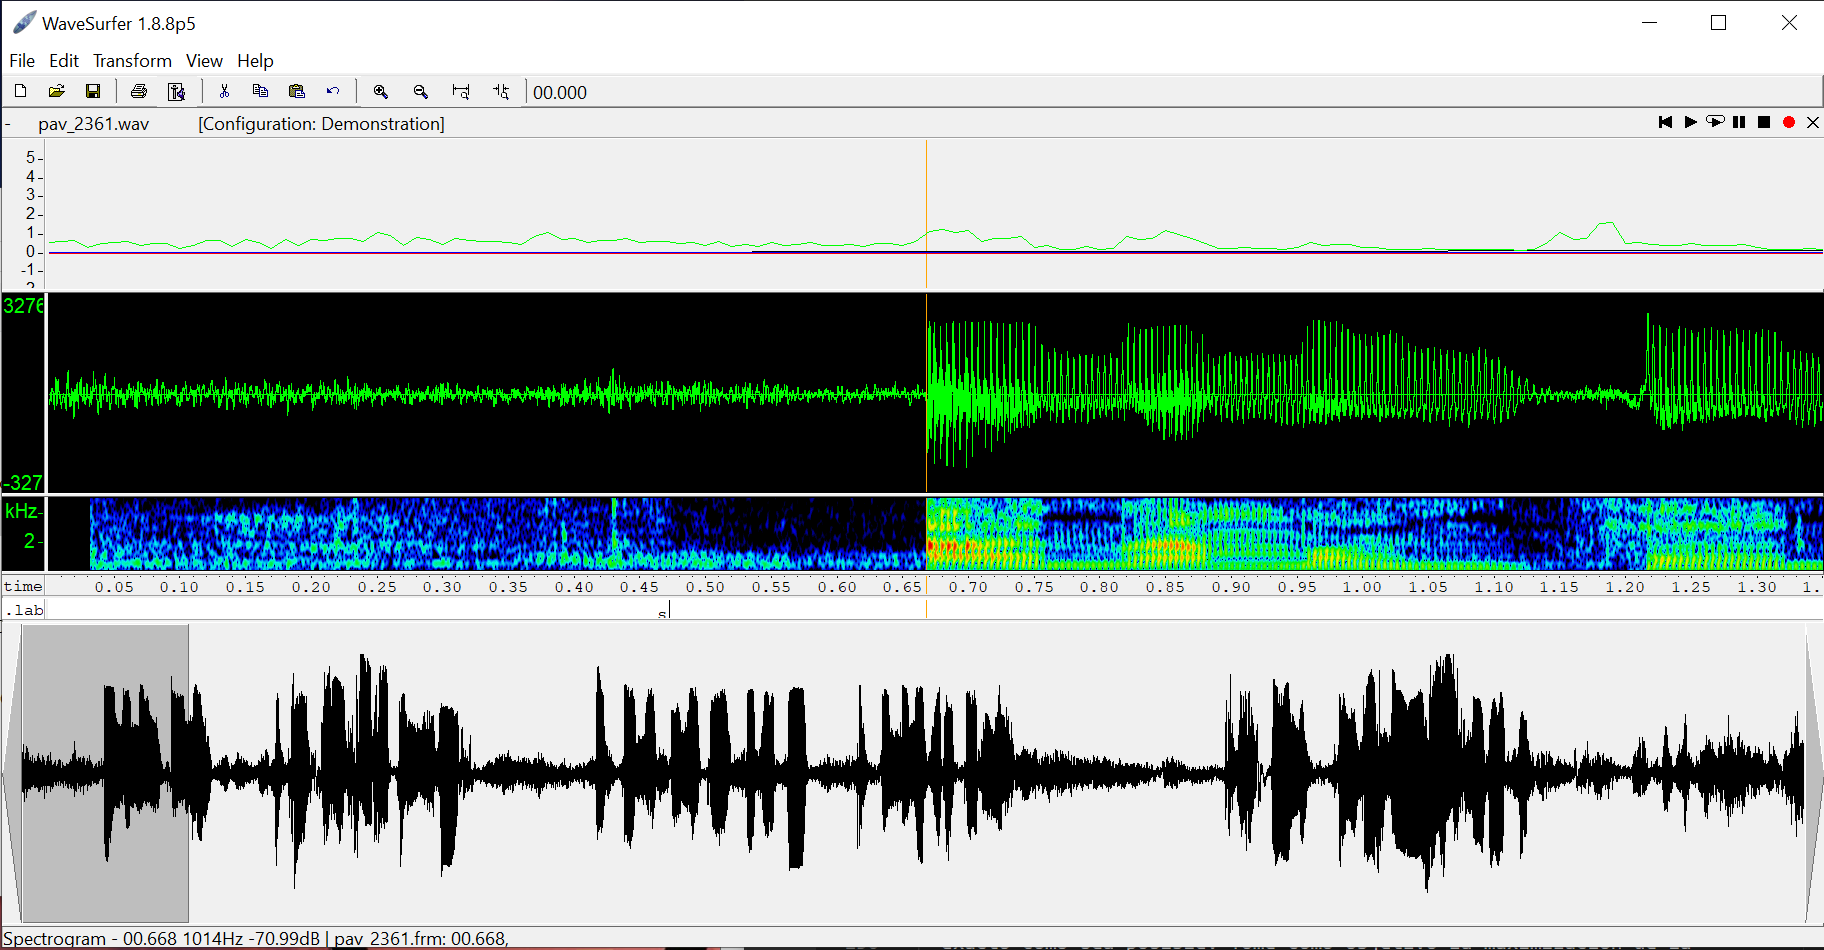 WaveSurfer 1.8.8p5
File Edit Transform View Help
00.000
- pav_2361.wav [Configuration: Demonstration]
5
4
3
2
1
0
-1
3276
-327
kHz
2
time 0.05 0.10 0.15 0.20 0.25 0.30 0.35 0.40 0.45 0.50 0.55 0.60 0.65 0.70 0.75 0.80 0.85 0.90 0.95 1.00 1.05 1.10 1.15 1.20 1.25 1.30 1.
.lab s
Spectrogram - 00.668 1014Hz -70.99dB | pav_2361.frm: 00.668,